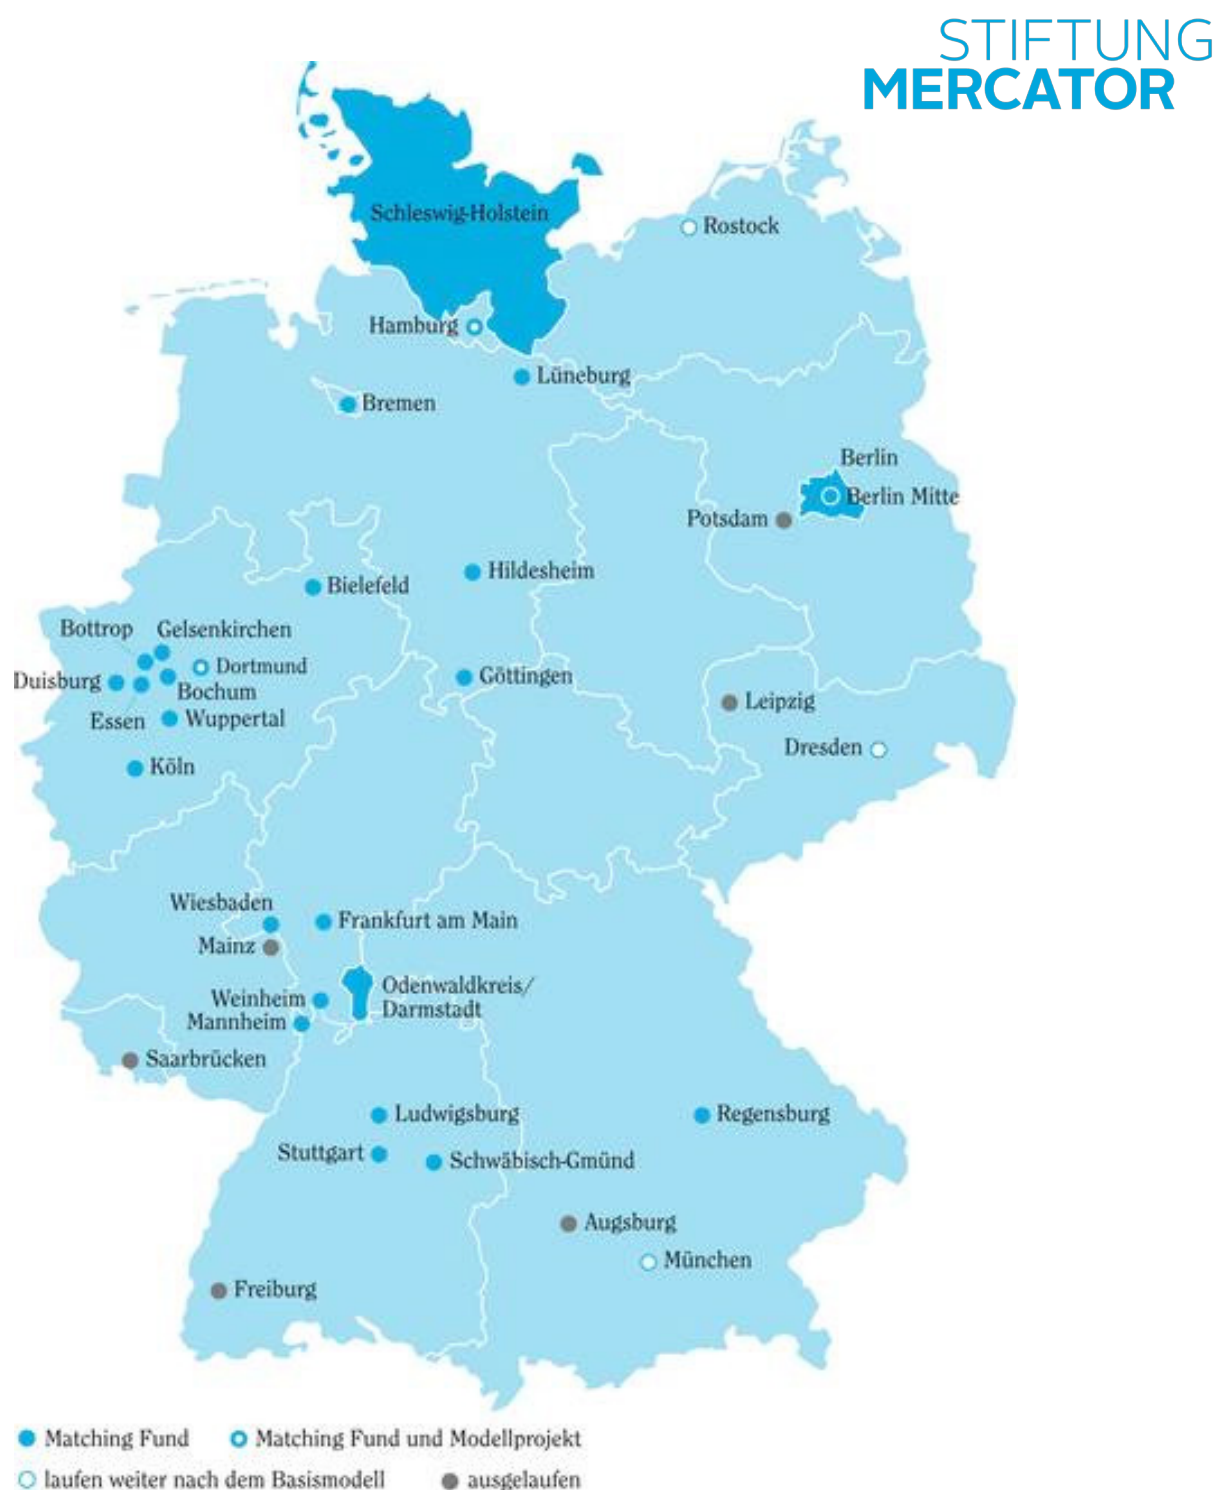 STIFTUNG
MERCATOR
Schleswig-Holstein
Rostock
Hamburg
Lüneburg
Bremen
Berlin
Berlin Mitte
Potsdam
Hildesheim
Bielefeld
Bottrop
Gelsenkirchen
Dortmund
Duisburg
Bochum
Essen
Wuppertal
Göttingen
Leipzig
Dresden
Köln
Wiesbaden
Frankfurt am Main
Mainz
Odenwaldkreis/
Darmstadt
Weinheim
Mannheim
Saarbrücken
Ludwigsburg
Regensburg
Stuttgart
Schwäbisch-Gmünd
Augsburg
München
Freiburg
Matching Fund
Matching Fund und Modellprojekt
laufen weiter nach dem Basismodell
ausgelaufen